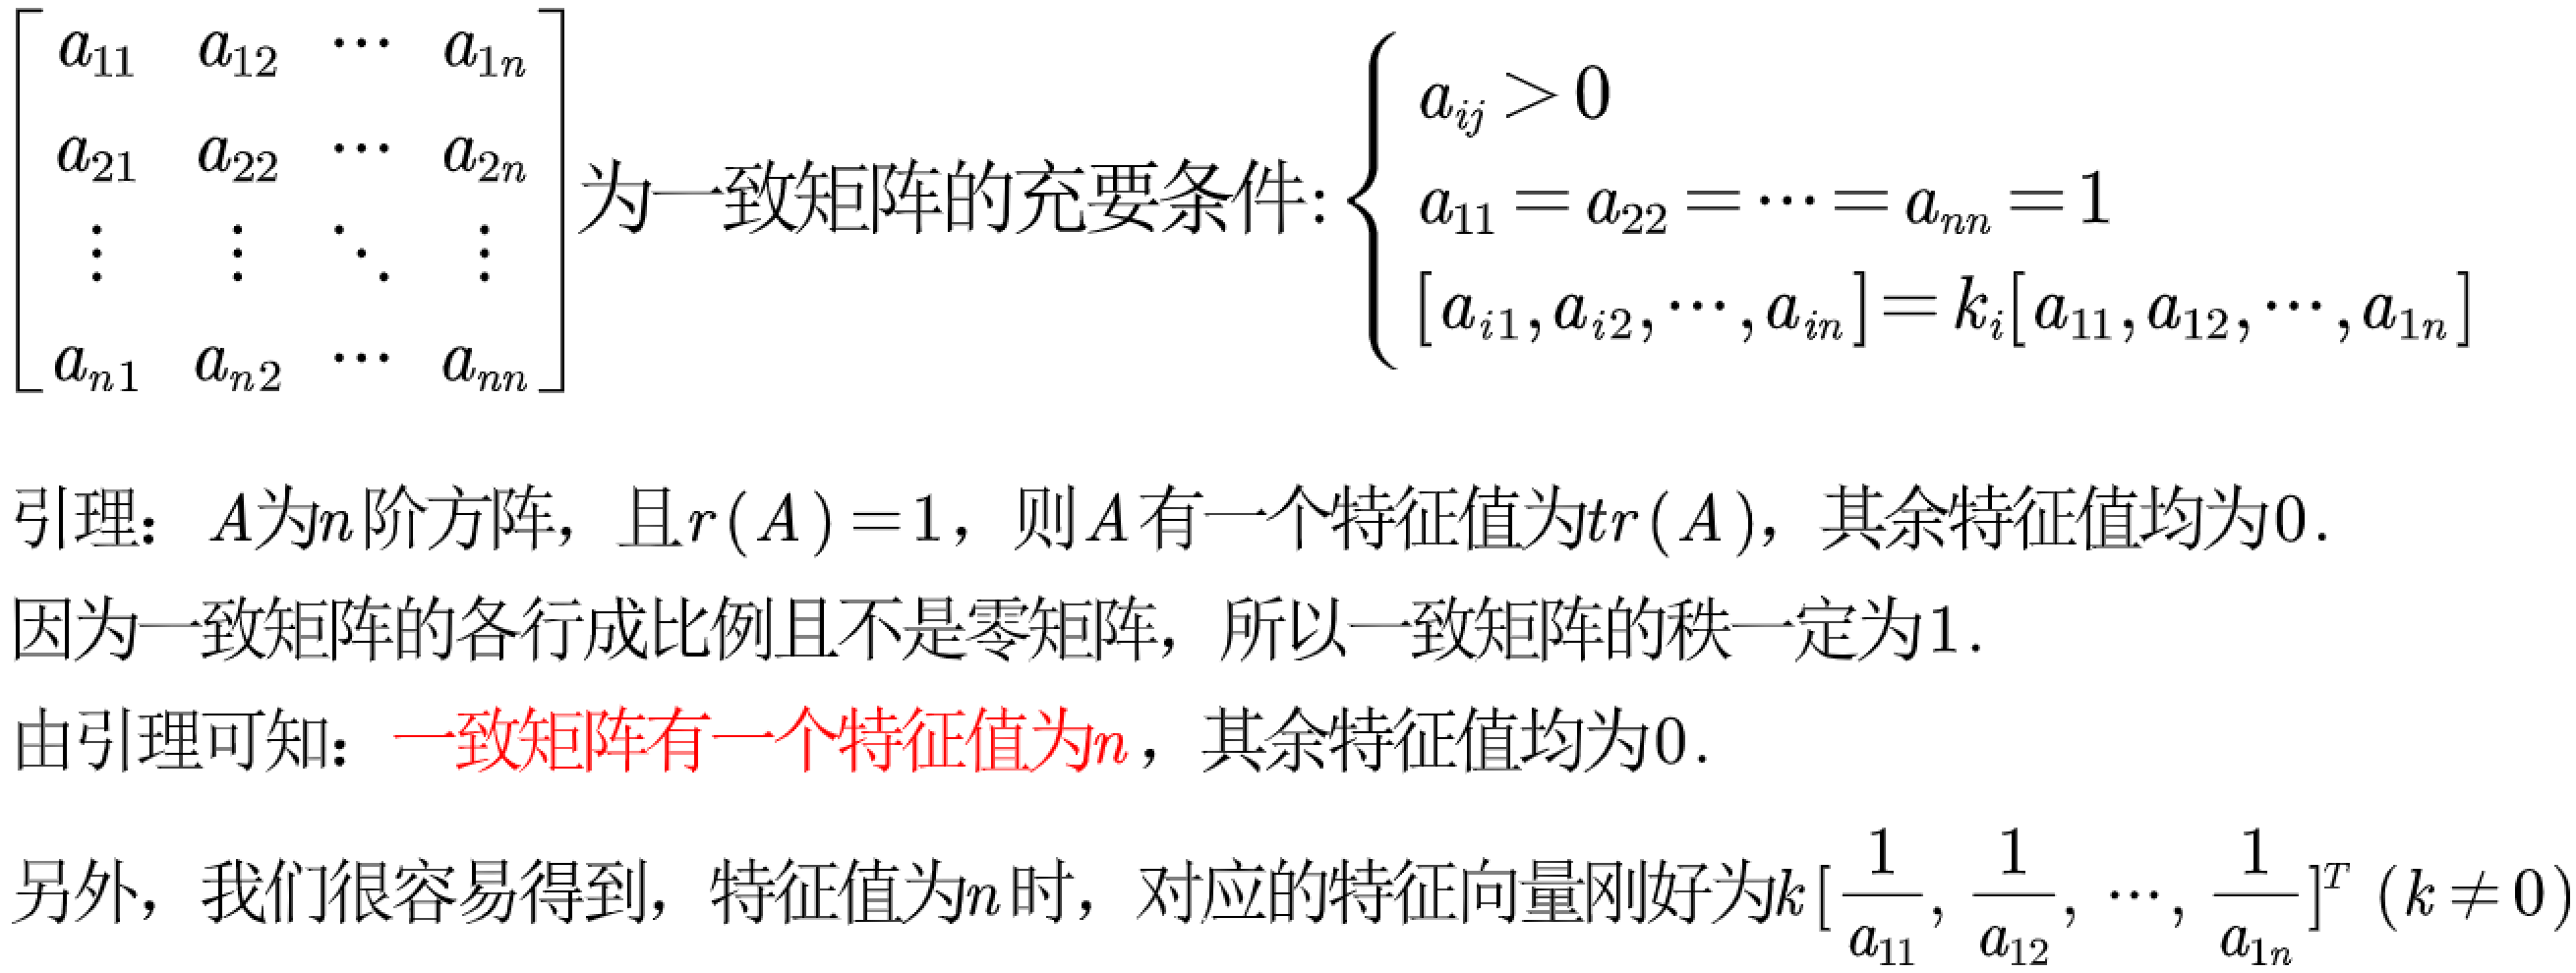 $\begin{bmatrix} a_{11} & a_{12} & \cdots & a_{1n} \\ a_{21} & a_{22} & \cdots & a_{2n} \\ \vdots & \vdots & \ddots & \vdots \\ a_{n1} & a_{n2} & \cdots & a_{nn} \end{bmatrix}$为一致矩阵的充要条件:$\begin{cases} a_{ij} > 0 \\ a_{11} = a_{22} = \cdots = a_{nn} = 1 \\ [a_{i1}, a_{i2}, \cdots, a_{in}] = k_i[a_{11}, a_{12}, \cdots, a_{1n}] \end{cases}$
引理：$A$为$n$阶方阵，且$r(A)=1$，则$A$有一个特征值为$tr(A)$，其余特征值均为0.
因为一致矩阵的各行成比例且不是零矩阵，所以一致矩阵的秩一定为1.
由引理可知：一致矩阵有一个特征值为$n$，其余特征值均为0.
另外，我们很容易得到，特征值为$n$时，对应的特征向量刚好为$k[\frac{1}{a_{11}}, \frac{1}{a_{12}}, \cdots, \frac{1}{a_{1n}}]^T$ $(k \neq 0)$